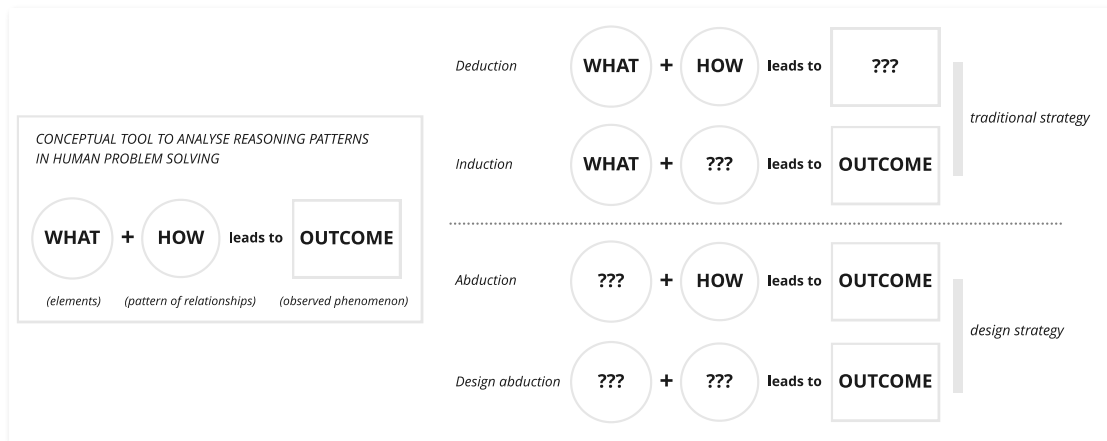 CONCEPTUAL TOOL TO ANALYSE REASONING PATTERNS
IN HUMAN PROBLEM SOLVING
WHAT + HOW leads to OUTCOME
(elements) (pattern of relationships) (observed phenomenon)
Deduction WHAT + HOW leads to ???
Induction WHAT + ??? leads to OUTCOME
traditional strategy
Abduction ??? + HOW leads to OUTCOME
Design abduction ??? + ??? leads to OUTCOME
design strategy